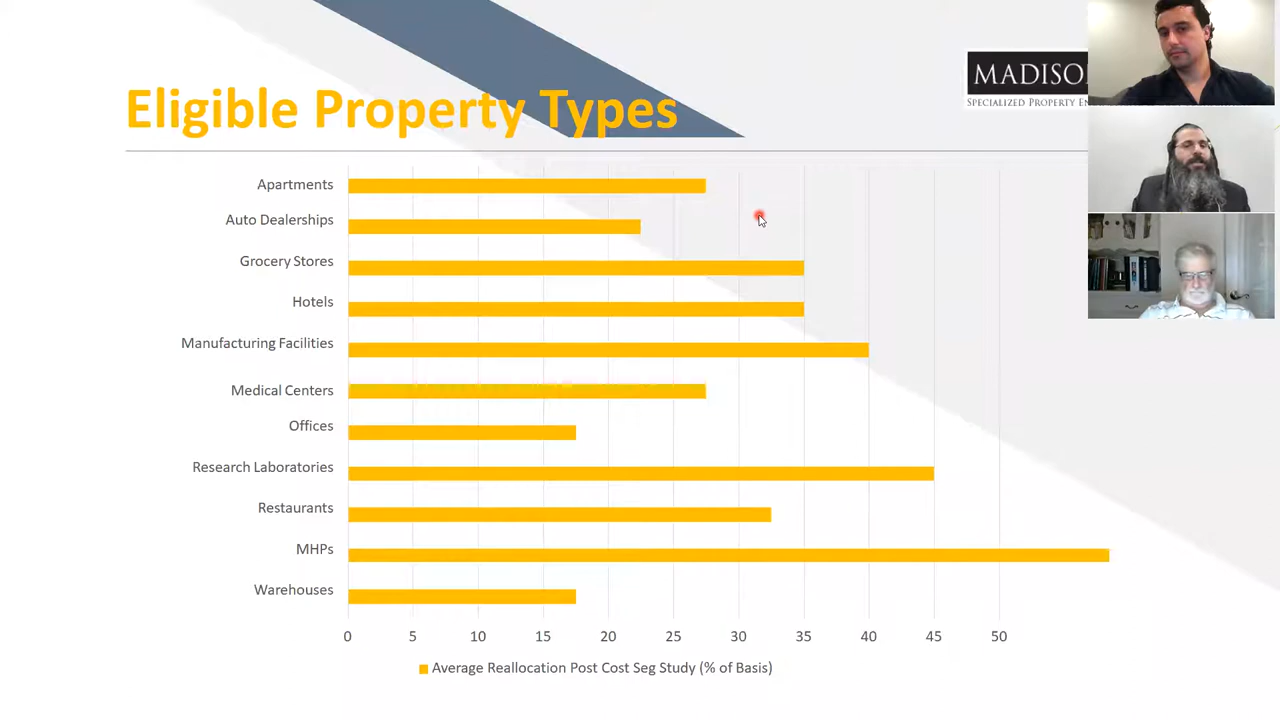 Eligible Property Types
MADISO
SPECIALIZED PROPERTY EN
Apartments
Auto Dealerships
Grocery Stores
Hotels
Manufacturing Facilities
Medical Centers
Offices
Research Laboratories
Restaurants
MHPs
Warehouses
0 5 10 15 20 25 30 35 40 45 50
Average Reallocation Post Cost Seg Study (% of Basis)